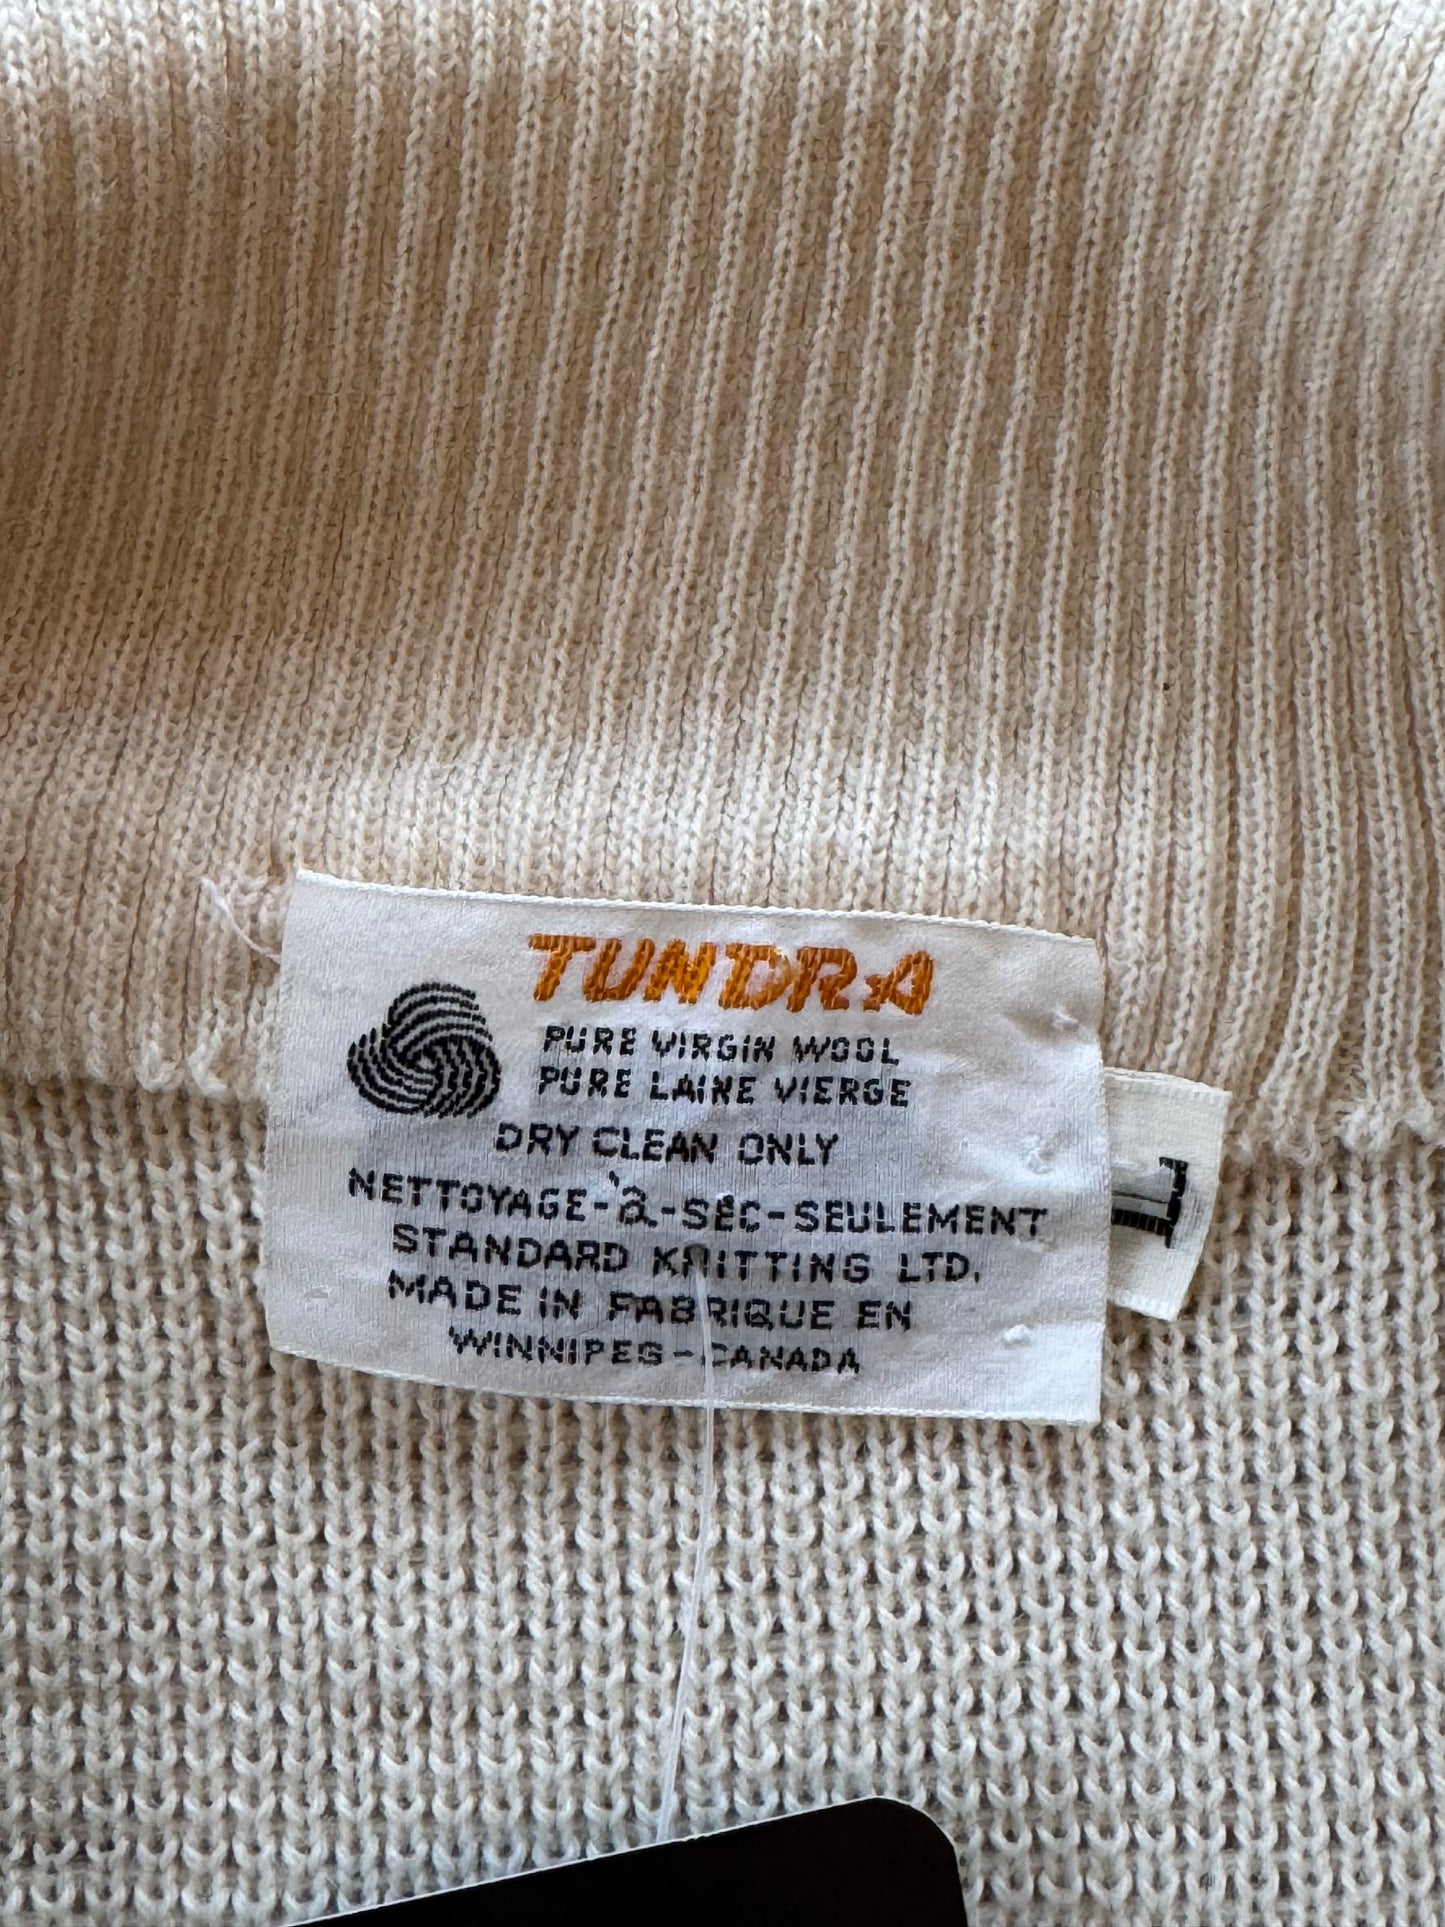 TUNDRA
PURE VIRGIN WOOL
PURE LAINE VIERGE
DRY CLEAN ONLY
NETTOYAGE-à-SEC-SEULEMENT
STANDARD KNITTING LTD.
MADE IN FABRIQUE EN
WINNIPEG-CANADA
L